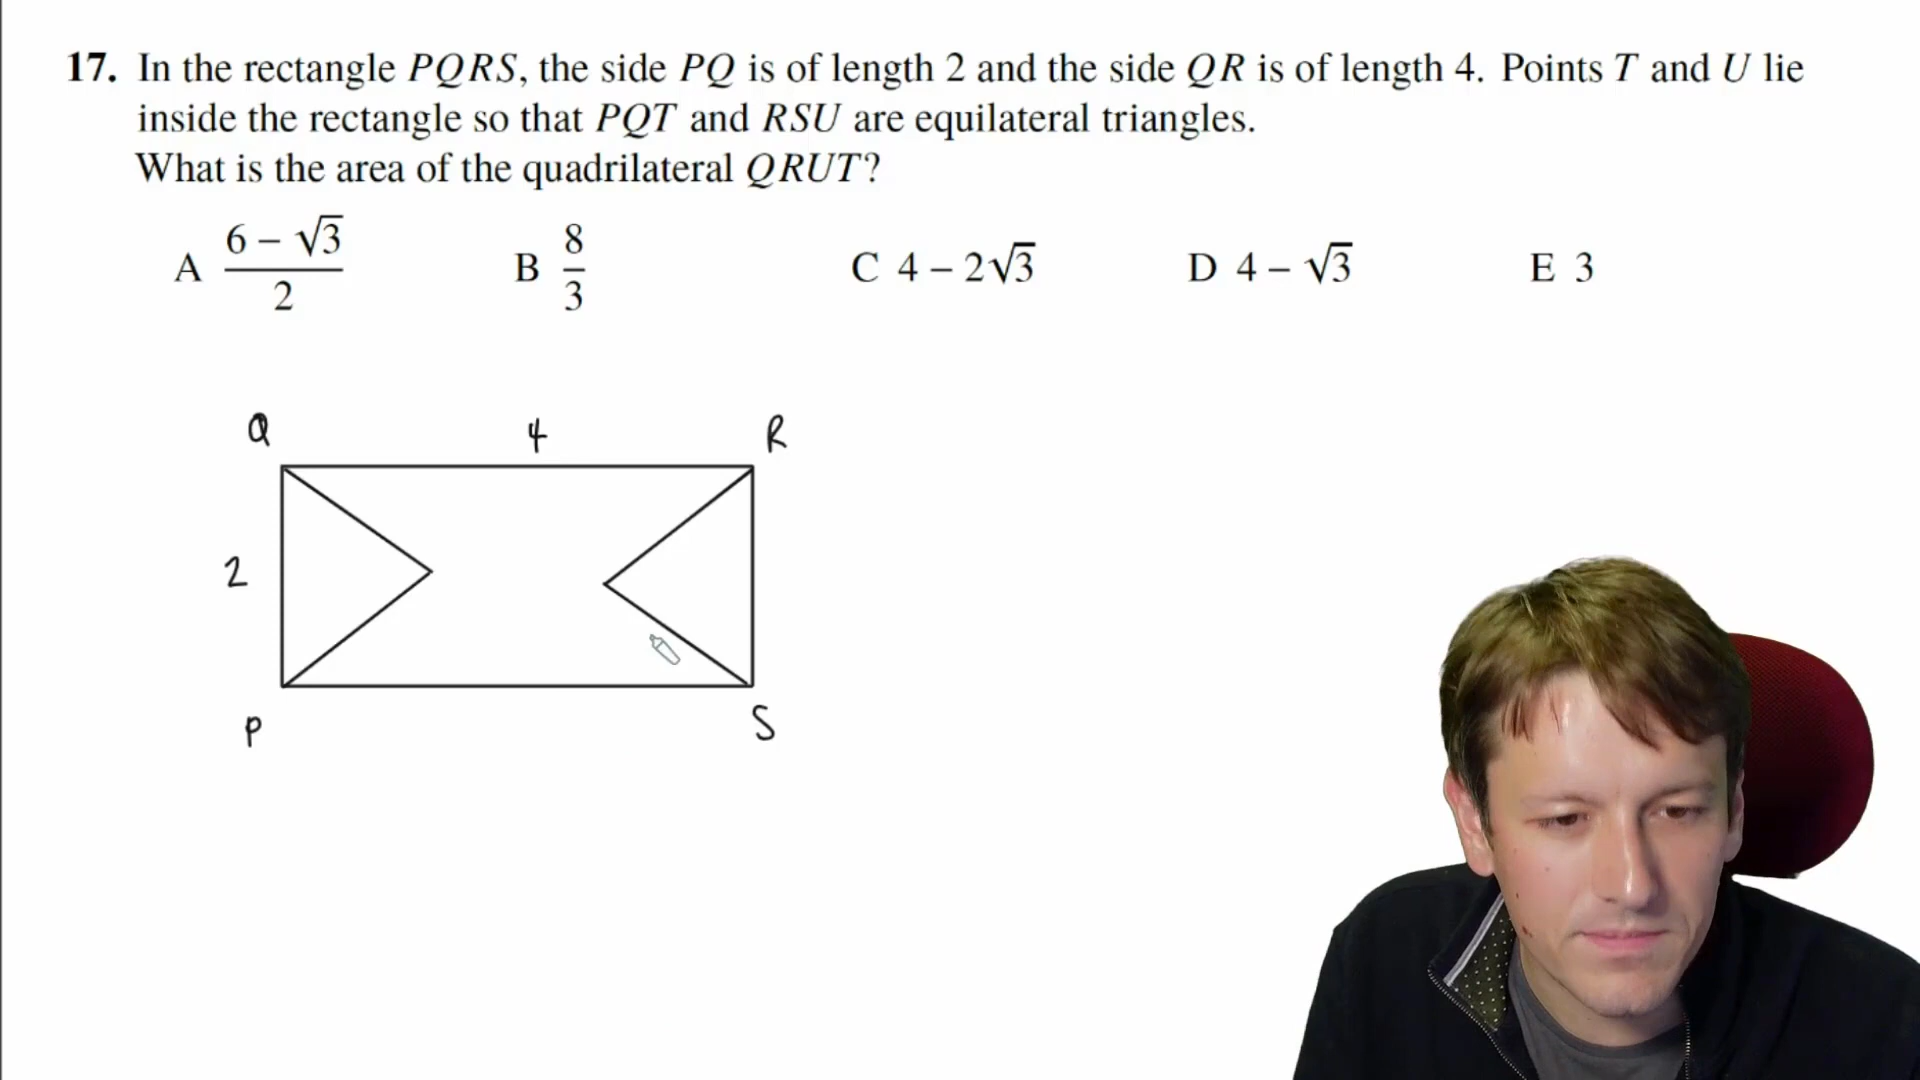 17. In the rectangle PQRS, the side PQ is of length 2 and the side QR is of length 4. Points T and U lie
inside the rectangle so that PQT and RSU are equilateral triangles.
What is the area of the quadrilateral QRUT?
A (6 – √3)/2 B 8/3 C 4 – 2√3 D 4 – √3 E 3
Q 4 R
2
P S